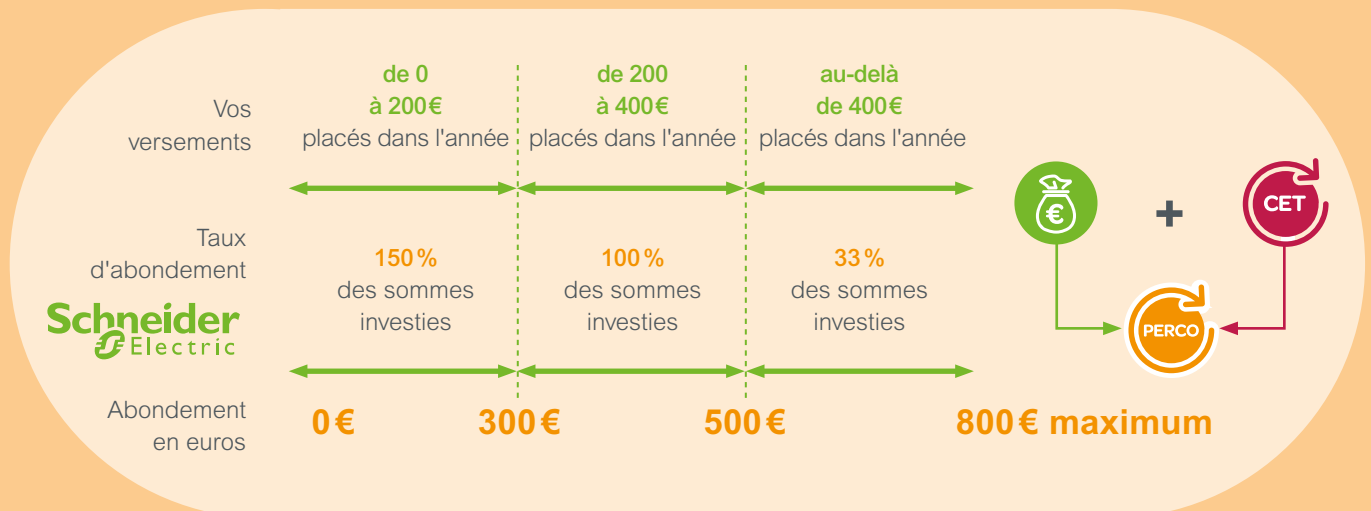 Vos
versements
de 0
à 200 €
placés dans l'année
de 200
à 400 €
placés dans l'année
au-delà
de 400 €
placés dans l'année
Taux
d'abondement
Schneider
Electric
150 %
des sommes
investies
100 %
des sommes
investies
33 %
des sommes
investies
€
+
CET
PERCO
Abondement
en euros
0 €
300 €
500 €
800 € maximum